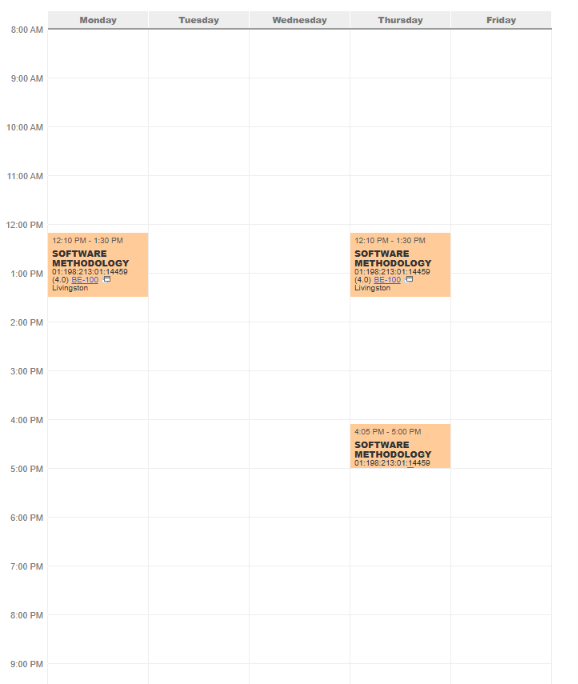 Monday Tuesday Wednesday Thursday Friday
8:00 AM
9:00 AM
10:00 AM
11:00 AM
12:00 PM
12:10 PM - 1:30 PM
SOFTWARE
METHODOLOGY
01:198:213:01:14459
(4.0) BE-100
Livingston
12:10 PM - 1:30 PM
SOFTWARE
METHODOLOGY
01:198:213:01:14459
(4.0) BE-100
Livingston
1:00 PM
2:00 PM
3:00 PM
4:00 PM
4:05 PM - 5:00 PM
SOFTWARE
METHODOLOGY
01:198:213:01:14459
5:00 PM
6:00 PM
7:00 PM
8:00 PM
9:00 PM